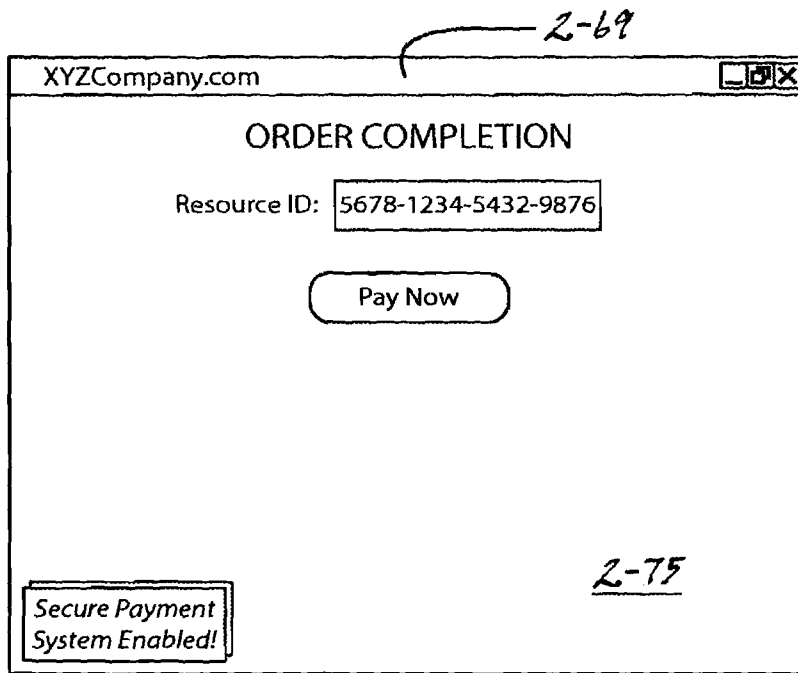 2-69
XYZCompany.com
ORDER COMPLETION
Resource ID: 5678-1234-5432-9876
Pay Now
2-75
Secure Payment
System Enabled!